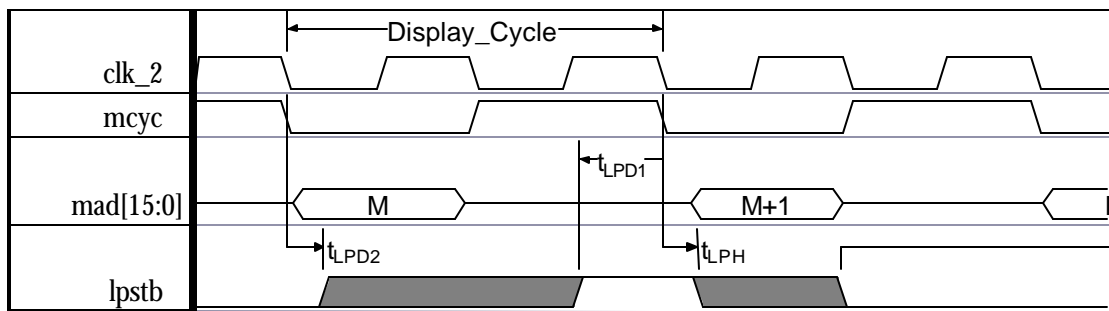 Display_Cycle
clk_2
mcyc
tLPD1
mad[15:0]
M
M+1
tLPD2
tLPH
lpstb